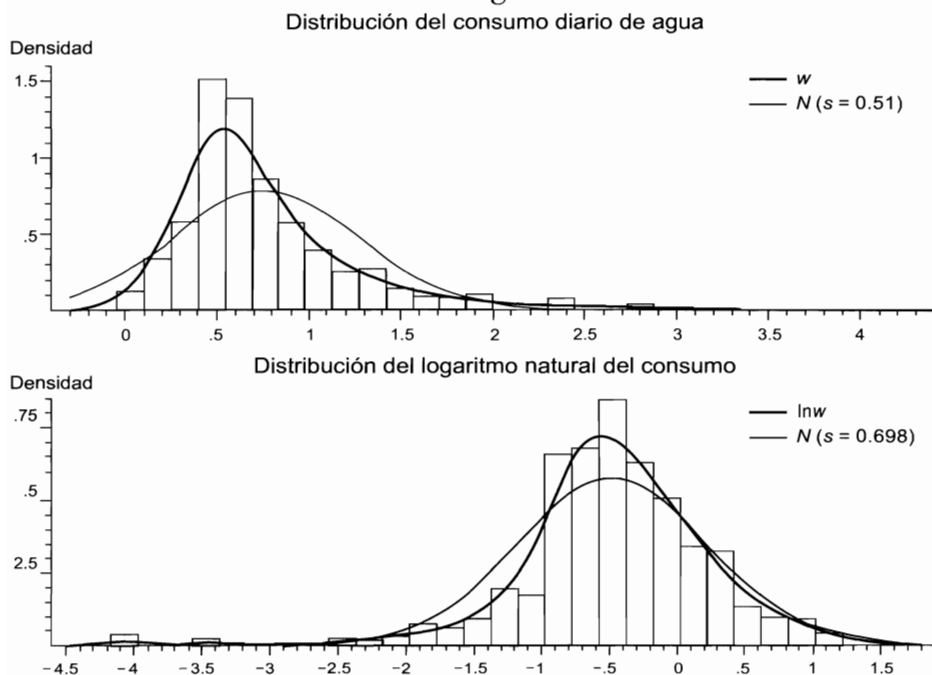 Distribución del consumo diario de agua
Densidad
w
N (s = 0.51)
1.5
1
.5
0 .5 1 1.5 2 2.5 3 3.5 4
Distribución del logaritmo natural del consumo
Densidad
lnw
N (s = 0.698)
.75
.5
2.5
−4.5 −4 −3.5 −3 −2.5 −2 −1.5 −1 −.5 0 .5 1 1.5